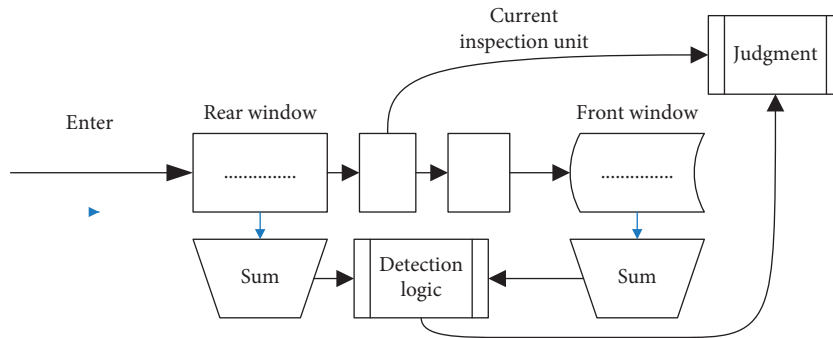 Current
inspection unit
Judgment
Enter
Rear window
Front window
...............
...............
Sum
Detection
logic
Sum